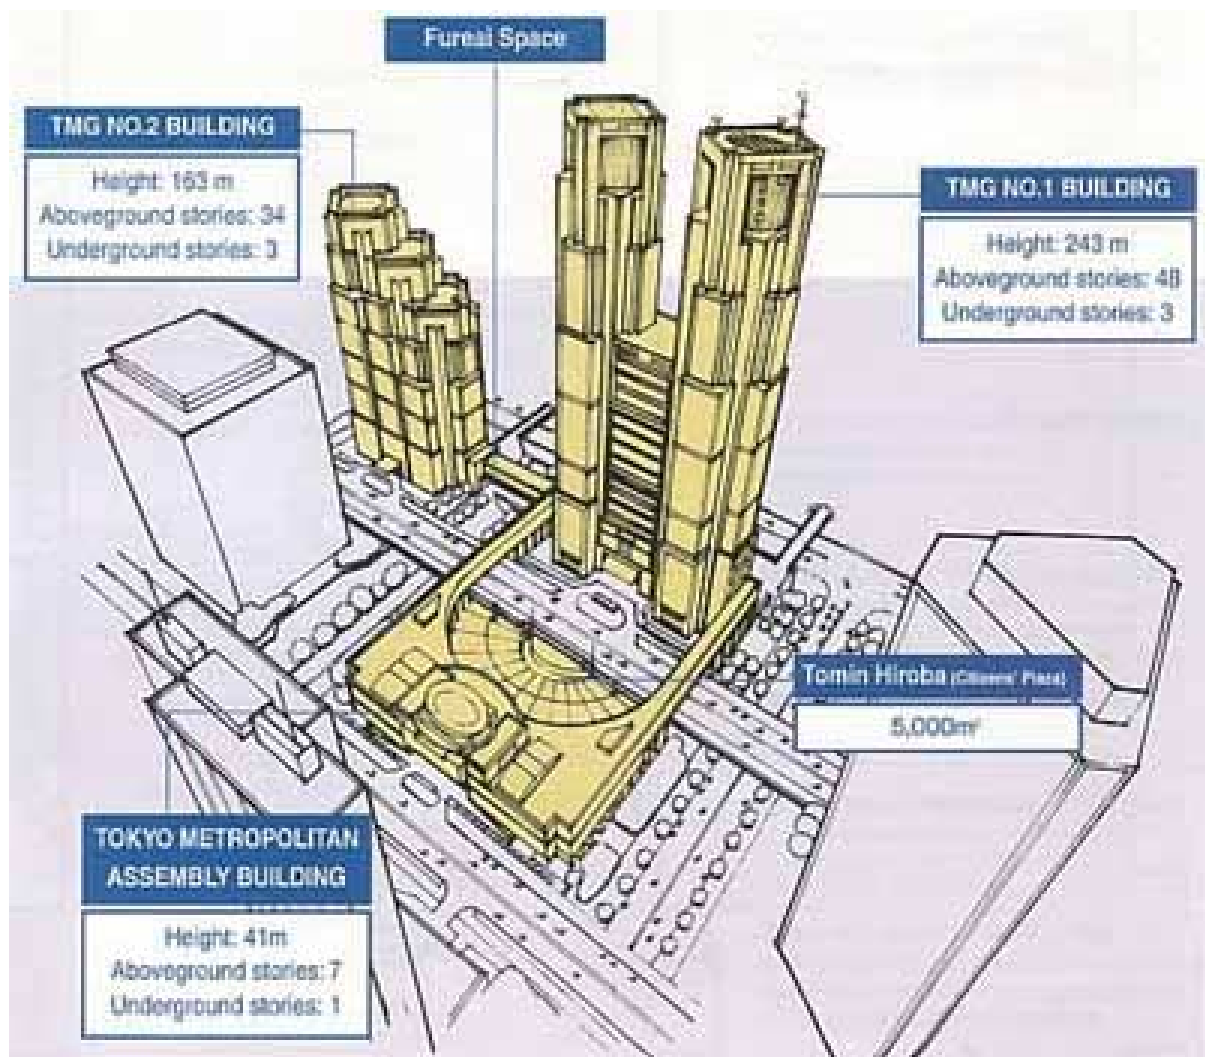 Fureai Space
TMG NO.2 BUILDING
Height: 163 m
Aboveground stories: 34
Underground stories: 3
TMG NO.1 BUILDING
Height: 243 m
Aboveground stories: 48
Underground stories: 3
Tomin Hiroba (Citizens' Plaza)
5,000m²
TOKYO METROPOLITAN
ASSEMBLY BUILDING
Height: 41m
Aboveground stories: 7
Underground stories: 1